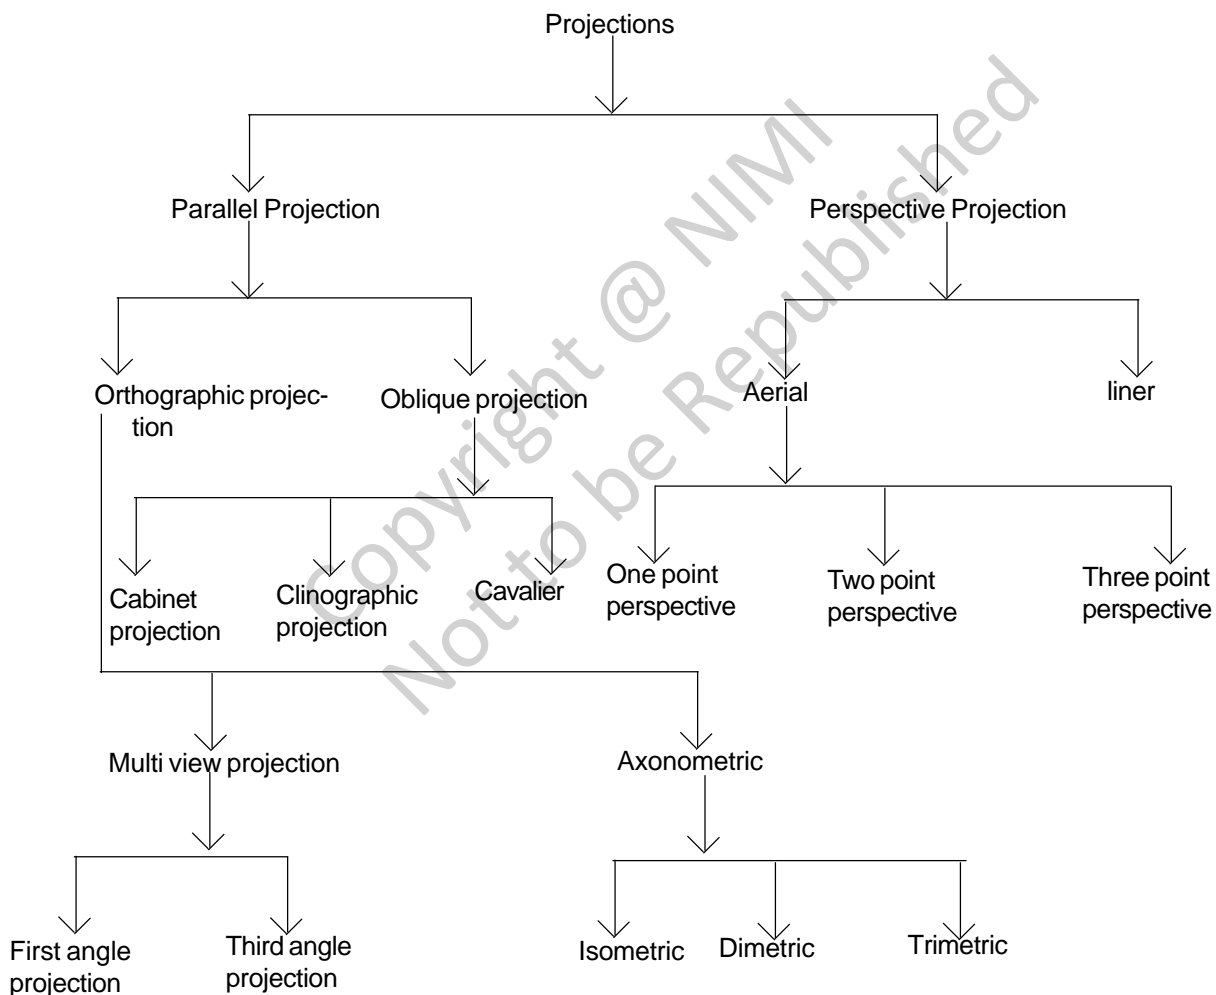 Projections
Parallel Projection
Perspective Projection
Orthographic projec-
tion
Oblique projection
Aerial
liner
Cabinet
projection
Clinographic
projection
Cavalier
One point
perspective
Two point
perspective
Three point
perspective
Multi view projection
Axonometric
First angle
projection
Third angle
projection
Isometric
Dimetric
Trimetric
Copyright @ NIMI
Not to be Republished